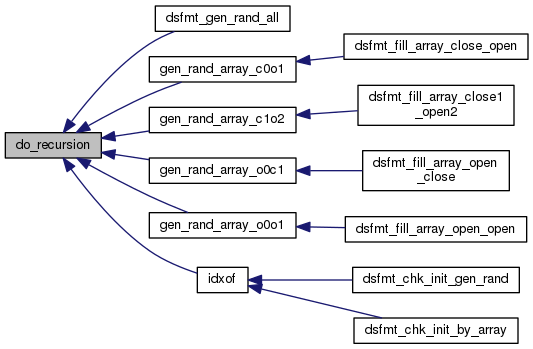 dsfmt_gen_rand_all
gen_rand_array_c0o1
dsfmt_fill_array_close_open
gen_rand_array_c1o2
dsfmt_fill_array_close1
_open2
do_recursion
gen_rand_array_o0c1
dsfmt_fill_array_open
_close
gen_rand_array_o0o1
dsfmt_fill_array_open_open
idxof
dsfmt_chk_init_gen_rand
dsfmt_chk_init_by_array